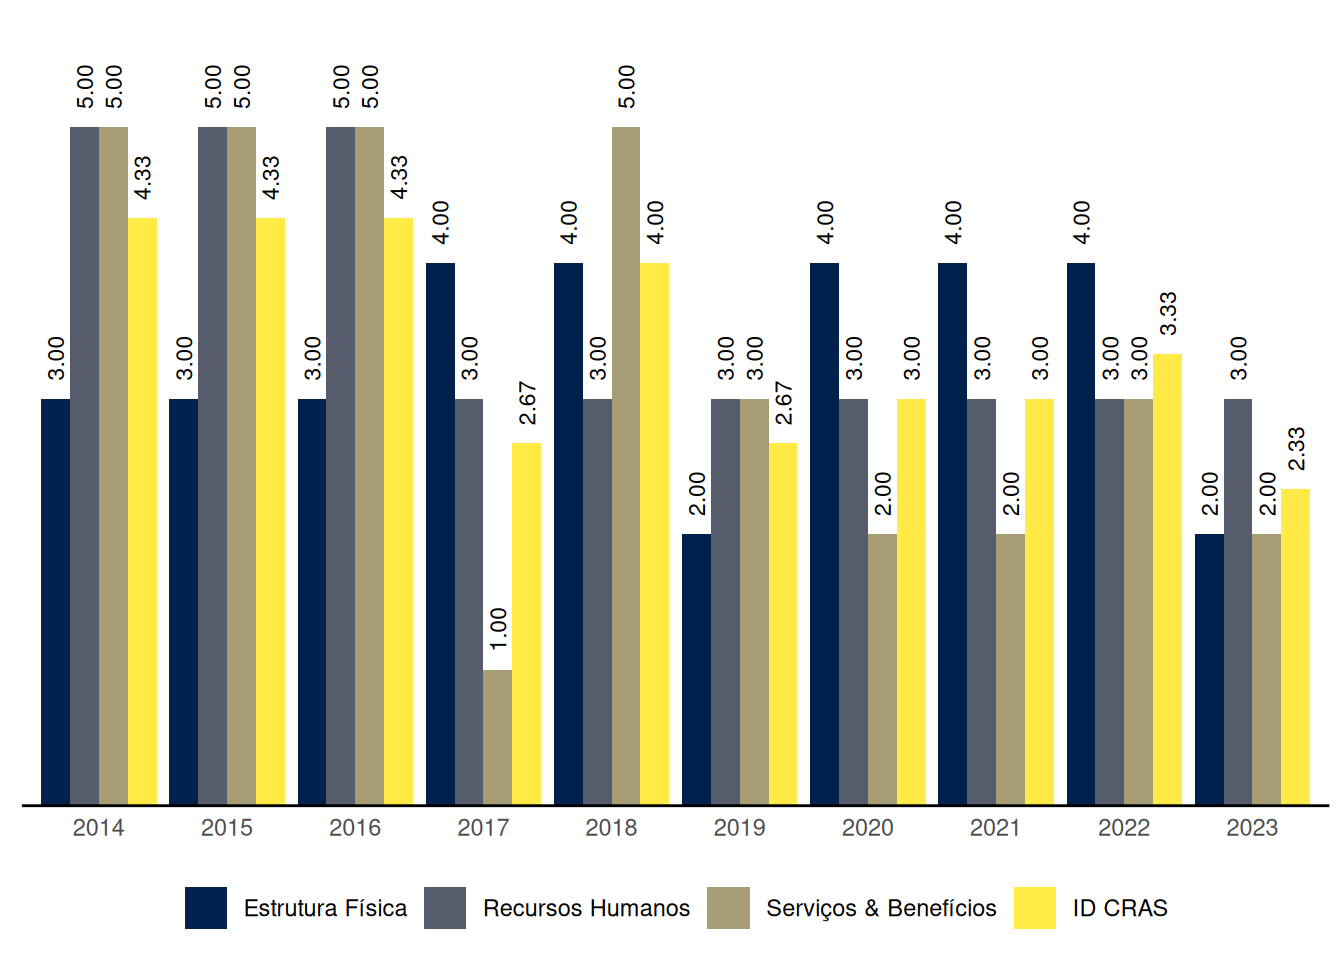 5.00 5.00 5.00 5.00 5.00 5.00 5.00
4.33 4.33 4.33
4.00 4.00 4.00 4.00 4.00 4.00
3.33
3.00 3.00 3.00 3.00 3.00 3.00 3.00 3.00 3.00 3.00 3.00 3.00 3.00 3.00
2.67 2.67
2.33
2.00 2.00 2.00 2.00 2.00
1.00
2014 2015 2016 2017 2018 2019 2020 2021 2022 2023
Estrutura Física Recursos Humanos Serviços & Benefícios ID CRAS